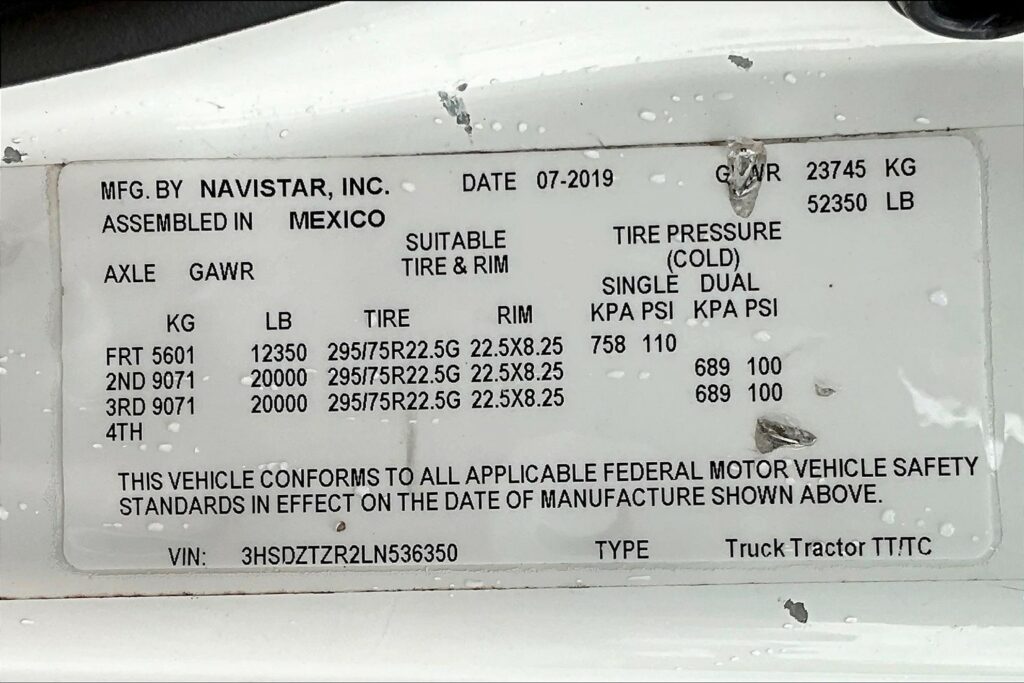 MFG. BY NAVISTAR, INC. DATE 07-2019 GVWR 23745 KG
ASSEMBLED IN MEXICO 52350 LB
SUITABLE TIRE PRESSURE
AXLE GAWR TIRE & RIM (COLD)
SINGLE DUAL
KG LB TIRE RIM KPA PSI KPA PSI
FRT 5601 12350 295/75R22.5G 22.5X8.25 758 110
2ND 9071 20000 295/75R22.5G 22.5X8.25 689 100
3RD 9071 20000 295/75R22.5G 22.5X8.25 689 100
4TH
THIS VEHICLE CONFORMS TO ALL APPLICABLE FEDERAL MOTOR VEHICLE SAFETY
STANDARDS IN EFFECT ON THE DATE OF MANUFACTURE SHOWN ABOVE.
VIN: 3HSDZTZR2LN536350 TYPE Truck Tractor TT/TC